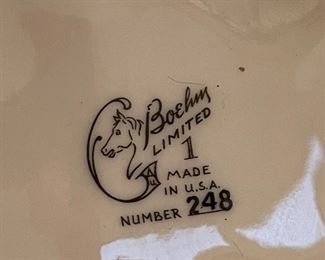 Boehm
LIMITED
1
MADE
IN U.S.A.
NUMBER 248